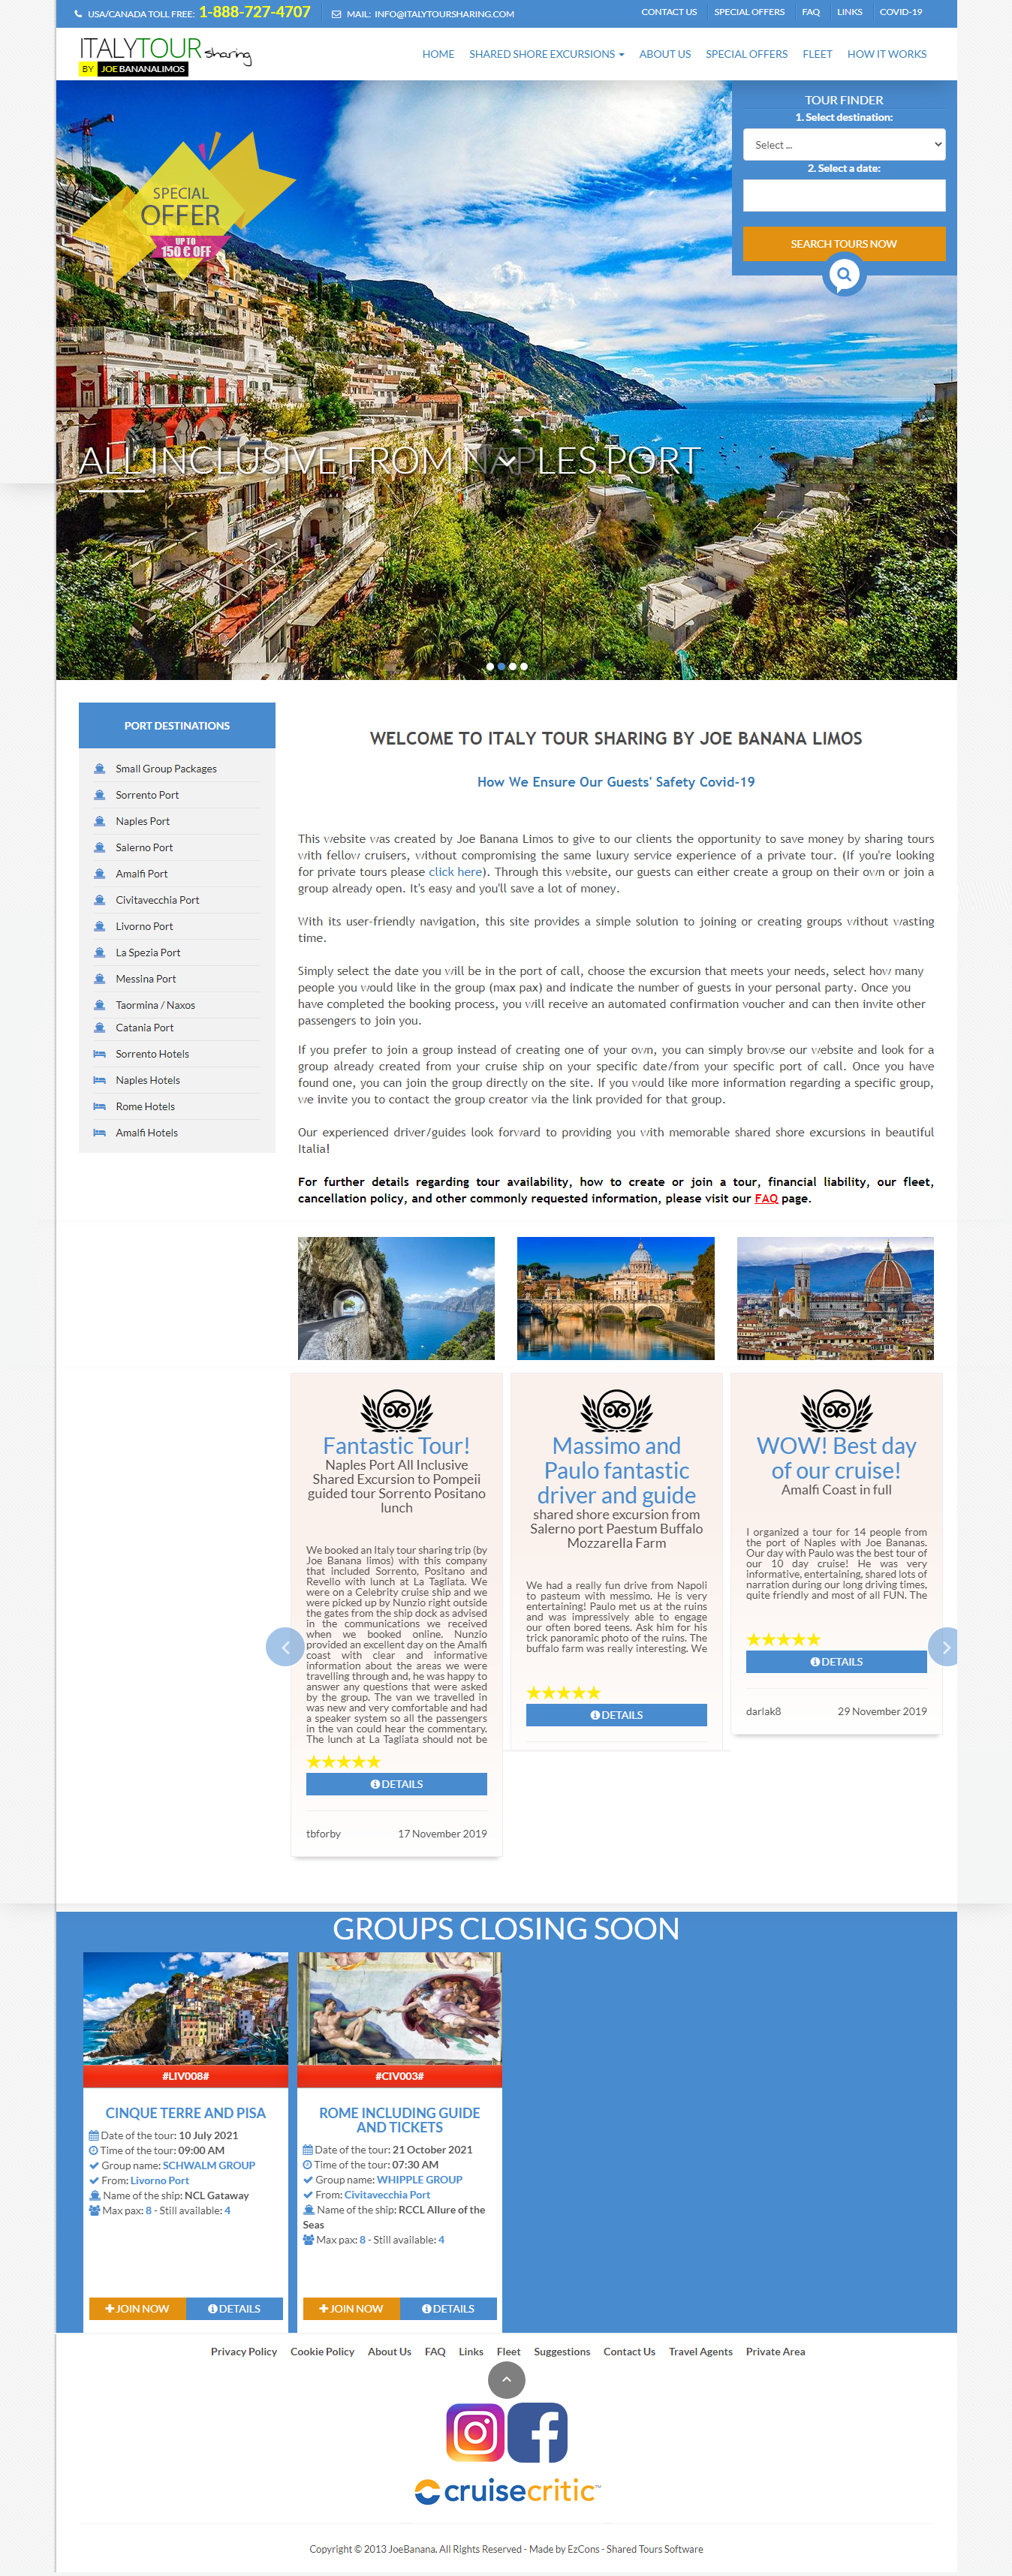 USA/CANADA TOLL FREE: 1-888-727-4707 MAIL: INFO@ITALYTOURSHARING.COM CONTACT US SPECIAL OFFERS FAQ LINKS COVID-19
ITALYTOUR sharing
BY JOE BANANALIMOS
HOME SHARED SHORE EXCURSIONS ABOUT US SPECIAL OFFERS FLEET HOW IT WORKS
TOUR FINDER
1. Select destination:
Select ...
2. Select a date:
SEARCH TOURS NOW
SPECIAL
OFFER
UP TO
150 € OFF
ALL INCLUSIVE FROM NAPLES PORT
PORT DESTINATIONS
Small Group Packages
Sorrento Port
Naples Port
Salerno Port
Amalfi Port
Civitavecchia Port
Livorno Port
La Spezia Port
Messina Port
Taormina / Naxos
Catania Port
Sorrento Hotels
Naples Hotels
Rome Hotels
Amalfi Hotels
WELCOME TO ITALY TOUR SHARING BY JOE BANANA LIMOS
How We Ensure Our Guests' Safety Covid-19
This website was created by Joe Banana Limos to give to our clients the opportunity to save money by sharing tours
with fellow cruisers, without compromising the same luxury service experience of a private tour. (If you're looking
for private tours please click here). Through this website, our guests can either create a group on their own or join a
group already open. It's easy and you'll save a lot of money.
With its user-friendly navigation, this site provides a simple solution to joining or creating groups without wasting
time.
Simply select the date you will be in the port of call, choose the excursion that meets your needs, select how many
people you would like in the group (max pax) and indicate the number of guests in your personal party. Once you
have completed the booking process, you will receive an automated confirmation voucher and can then invite other
passengers to join you.
If you prefer to join a group instead of creating one of your own, you can simply browse our website and look for a
group already created from your cruise ship on your specific date/from your specific port of call. Once you have
found one, you can join the group directly on the site. If you would like more information regarding a specific group,
we invite you to contact the group creator via the link provided for that group.
Our experienced driver/guides look forward to providing you with memorable shared shore excursions in beautiful
Italia!
For further details regarding tour availability, how to create or join a tour, financial liability, our fleet,
cancellation policy, and other commonly requested information, please visit our FAQ page.
Fantastic Tour!
Naples Port All Inclusive
Shared Excursion to Pompeii
guided tour Sorrento Positano
lunch
We booked an Italy tour sharing trip (by
Joe Banana limos) with this company
that included Sorrento, Positano and
Revello with lunch at La Tagliata. We
were on a Celebrity cruise ship and we
were picked up by Nunzio right outside
the gates from the ship dock as advised
in the communications we received
when we booked online. Nunzio
provided an excellent day on the Amalfi
coast with clear and informative
information about the areas we were
travelling through and, he was happy to
answer any questions that were asked
by the group. The van we travelled in
was new and very comfortable and had
a speaker system so all the passengers
in the van could hear the commentary.
The lunch at La Tagliata should not be
DETAILS
tbforby 17 November 2019
Massimo and
Paulo fantastic
driver and guide
shared shore excursion from
Salerno port Paestum Buffalo
Mozzarella Farm
We had a really fun drive from Napoli
to pasteum with messimo. He is very
entertaining! Paulo met us at the ruins
and was impressively able to engage
our often bored teens. Ask him for his
trick panoramic photo of the ruins. The
buffalo farm was really interesting. We
DETAILS
WOW! Best day
of our cruise!
Amalfi Coast in full
I organized a tour for 14 people from
the port of Naples with Joe Bananas.
Our day with Paulo was the best tour of
our 10 day cruise! He was very
informative, entertaining, shared lots of
narration during our long driving times,
quite friendly and most of all FUN. The
DETAILS
darlak8 29 November 2019
GROUPS CLOSING SOON
#LIV008#
CINQUE TERRE AND PISA
Date of the tour: 10 July 2021
Time of the tour: 09:00 AM
Group name: SCHWALM GROUP
From: Livorno Port
Name of the ship: NCL Gataway
Max pax: 8 - Still available: 4
JOIN NOW DETAILS
#CIV003#
ROME INCLUDING GUIDE
AND TICKETS
Date of the tour: 21 October 2021
Time of the tour: 07:30 AM
Group name: WHIPPLE GROUP
From: Civitavecchia Port
Name of the ship: RCCL Allure of the
Seas
Max pax: 8 - Still available: 4
JOIN NOW DETAILS
Privacy Policy Cookie Policy About Us FAQ Links Fleet Suggestions Contact Us Travel Agents Private Area
cruisecritic™
Copyright © 2013 JoeBanana. All Rights Reserved - Made by EzCons - Shared Tours Software